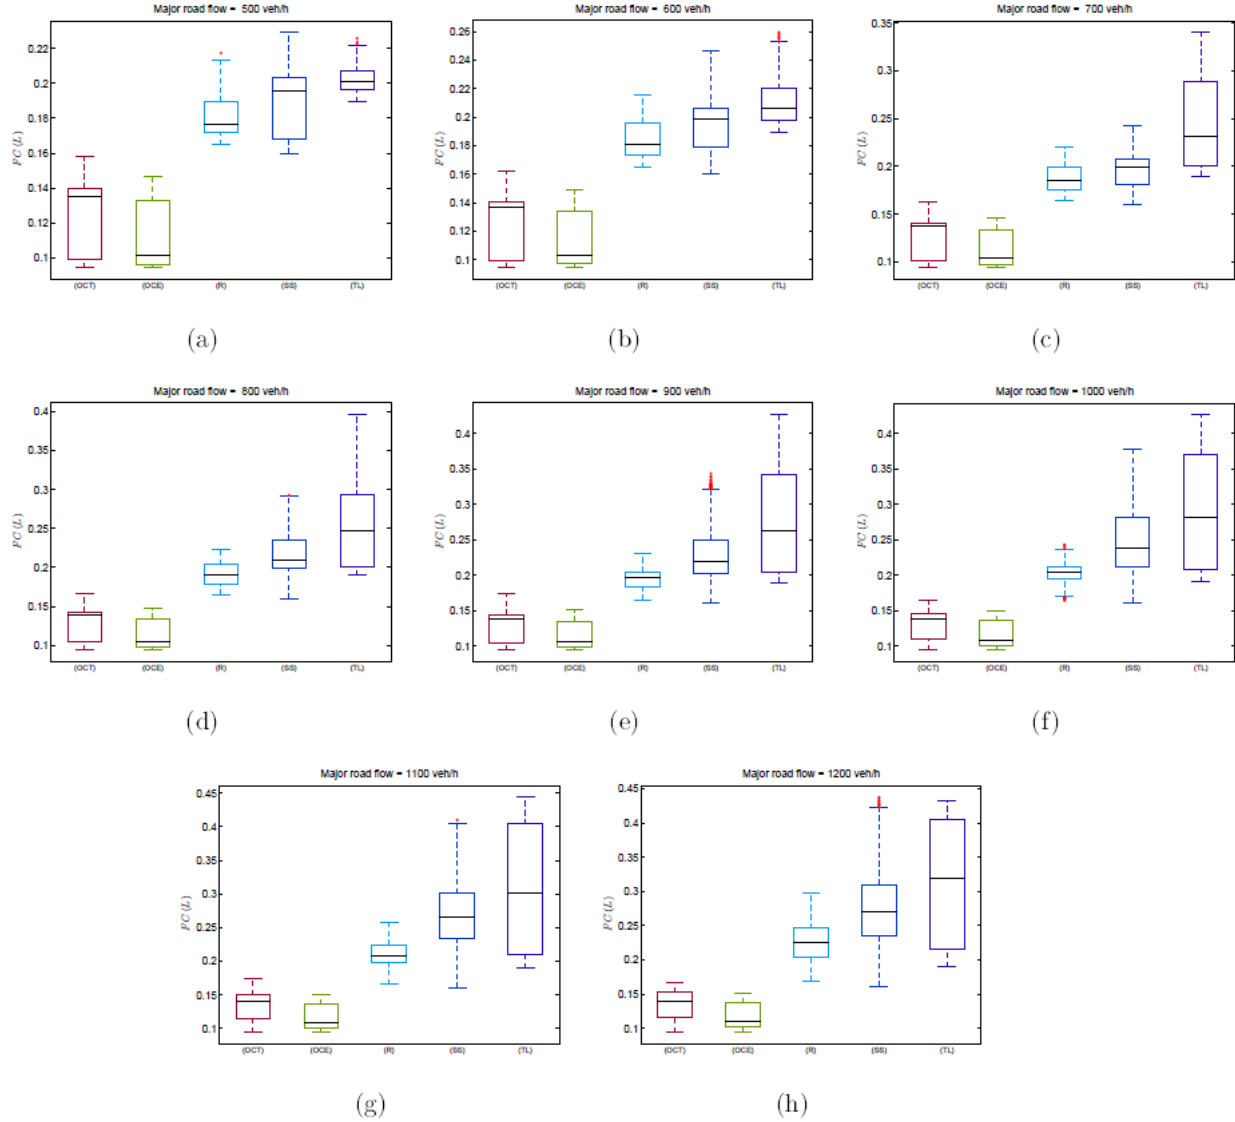 Major road flow = 500 veh/h
0.22
0.2
0.18
0.16
0.14
0.12
0.1
FC(L)
(OCT) (OCE) (R) (SS) (TL)
(a)
Major road flow = 600 veh/h
0.26
0.24
0.22
0.2
0.18
0.16
0.14
0.12
0.1
FC(L)
(OCT) (OCE) (R) (SS) (TL)
(b)
Major road flow = 700 veh/h
0.35
0.3
0.25
0.2
0.15
0.1
FC(L)
(OCT) (OCE) (R) (SS) (TL)
(c)
Major road flow = 800 veh/h
0.4
0.35
0.3
0.25
0.2
0.15
0.1
FC(L)
(OCT) (OCE) (R) (SS) (TL)
(d)
Major road flow = 900 veh/h
0.4
0.35
0.3
0.25
0.2
0.15
0.1
FC(L)
(OCT) (OCE) (R) (SS) (TL)
(e)
Major road flow = 1000 veh/h
0.4
0.35
0.3
0.25
0.2
0.15
0.1
FC(L)
(OCT) (OCE) (R) (SS) (TL)
(f)
Major road flow = 1100 veh/h
0.45
0.4
0.35
0.3
0.25
0.2
0.15
0.1
FC(L)
(OCT) (OCE) (R) (SS) (TL)
(g)
Major road flow = 1200 veh/h
0.45
0.4
0.35
0.3
0.25
0.2
0.15
0.1
FC(L)
(OCT) (OCE) (R) (SS) (TL)
(h)